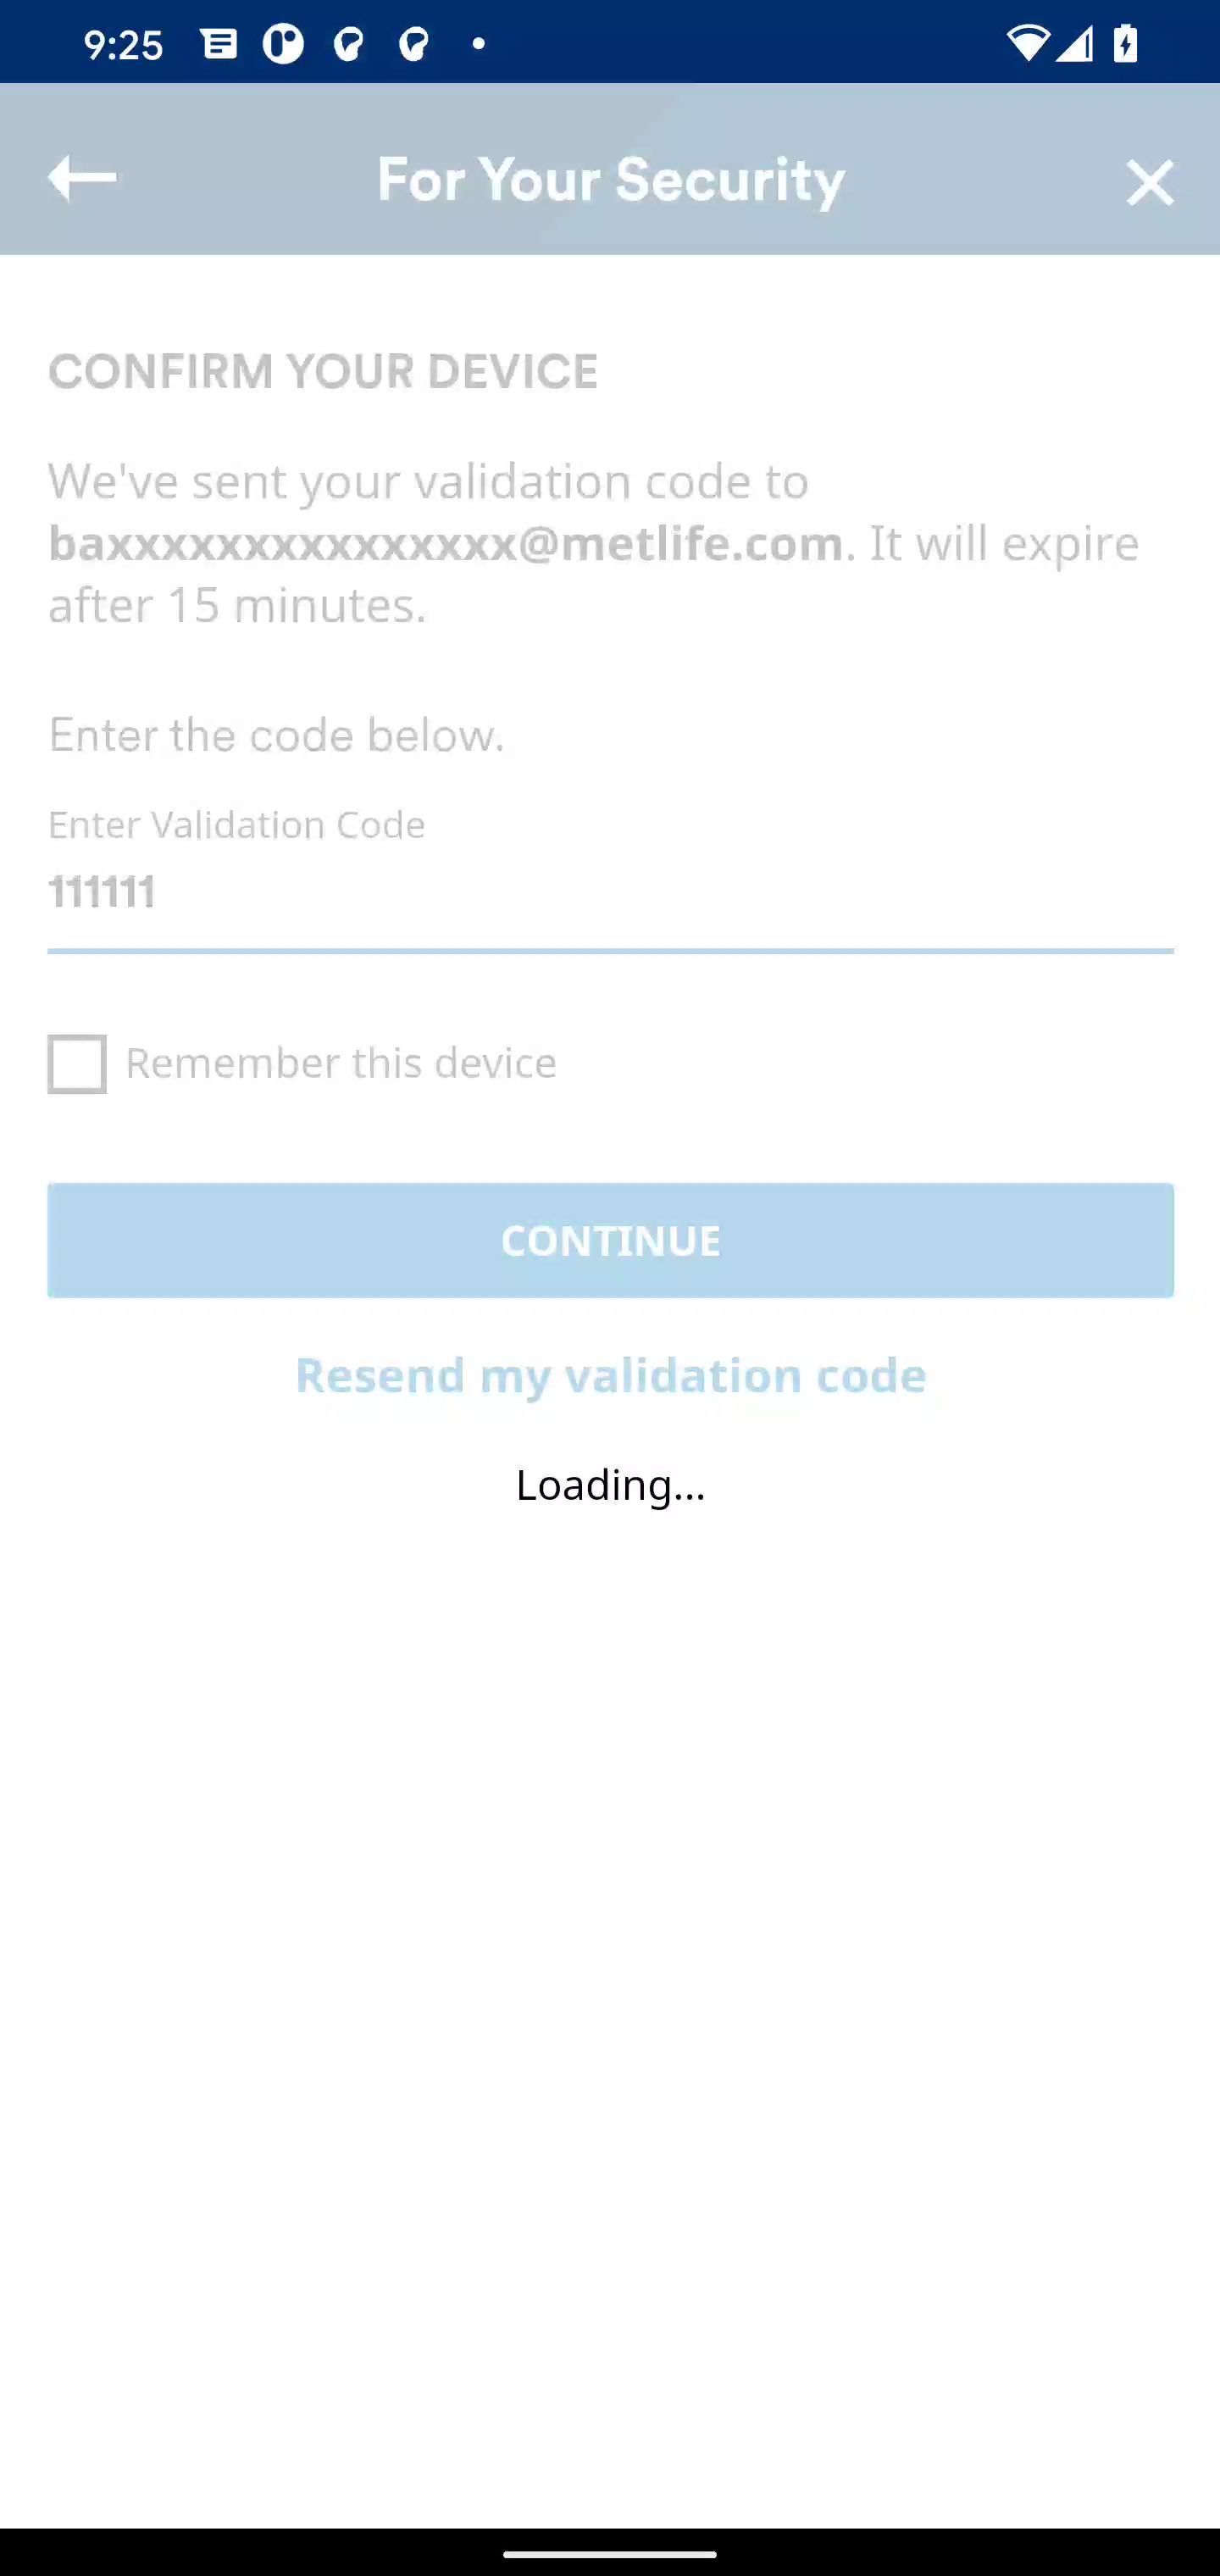 9:25
For Your Security
CONFIRM YOUR DEVICE
We've sent your validation code to
baxxxxxxxxxxxxxxx@metlife.com. It will expire
after 15 minutes.
Enter the code below.
Enter Validation Code
111111
Remember this device
CONTINUE
Resend my validation code
Loading...